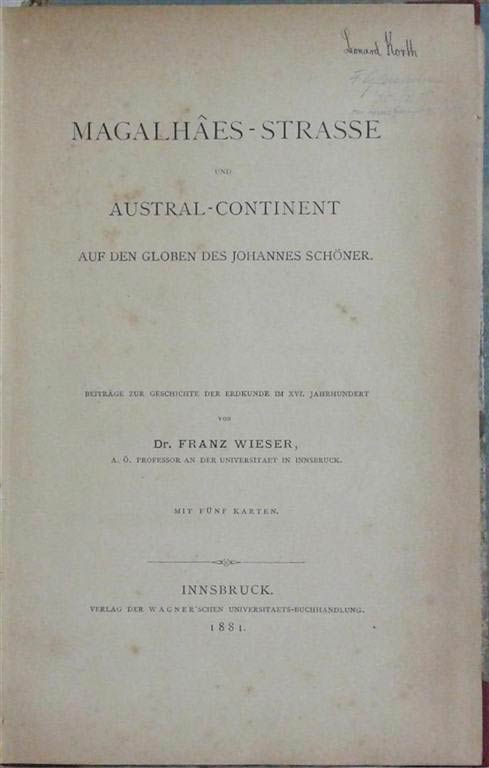 Leonard Korth
MAGALHÂES-STRASSE
UND
AUSTRAL-CONTINENT
AUF DEN GLOBEN DES JOHANNES SCHÖNER.
BEITRÄGE ZUR GESCHICHTE DER ERDKUNDE IM XVI. JAHRHUNDERT
VON
Dr. FRANZ WIESER,
A. Ö. PROFESSOR AN DER UNIVERSITAET IN INNSBRUCK.
MIT FÜNF KARTEN.
INNSBRUCK.
VERLAG DER WAGNER'SCHEN UNIVERSITAETS-BUCHHANDLUNG.
1881.